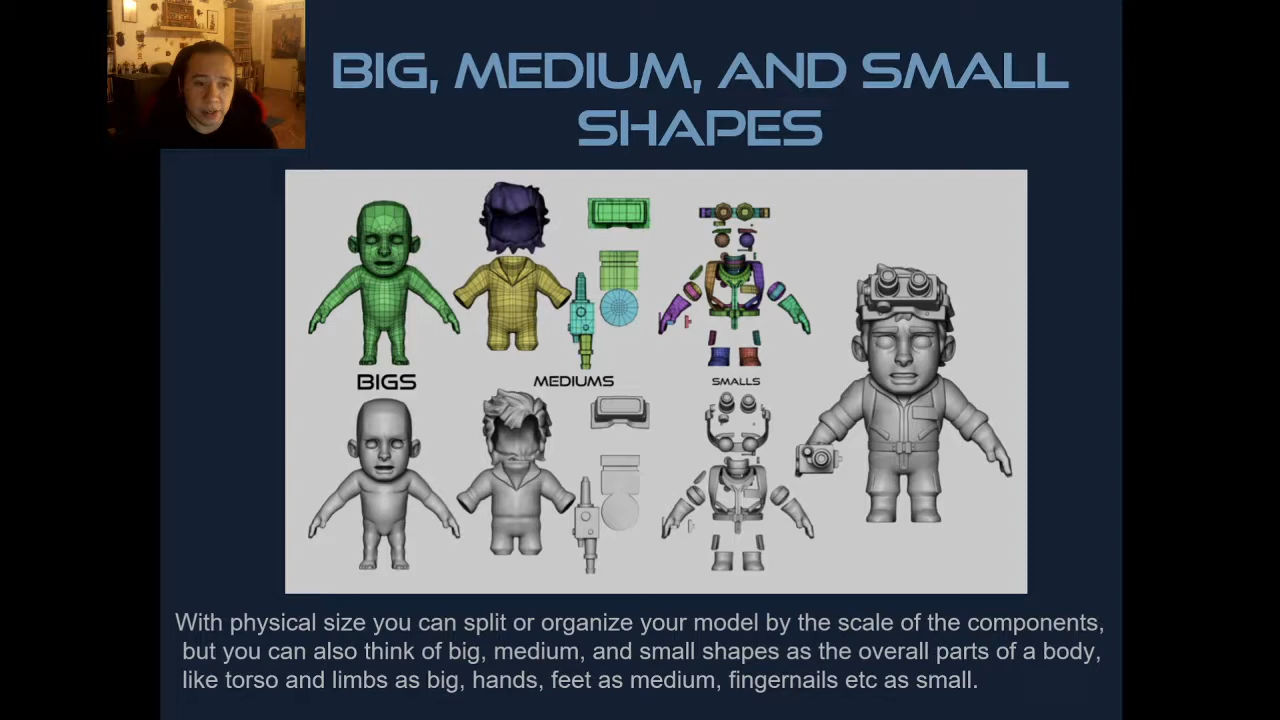 BIG, MEDIUM, AND SMALL
SHAPES
BIGS
MEDIUMS
SMALLS
With physical size you can split or organize your model by the scale of the components,
but you can also think of big, medium, and small shapes as the overall parts of a body,
like torso and limbs as big, hands, feet as medium, fingernails etc as small.